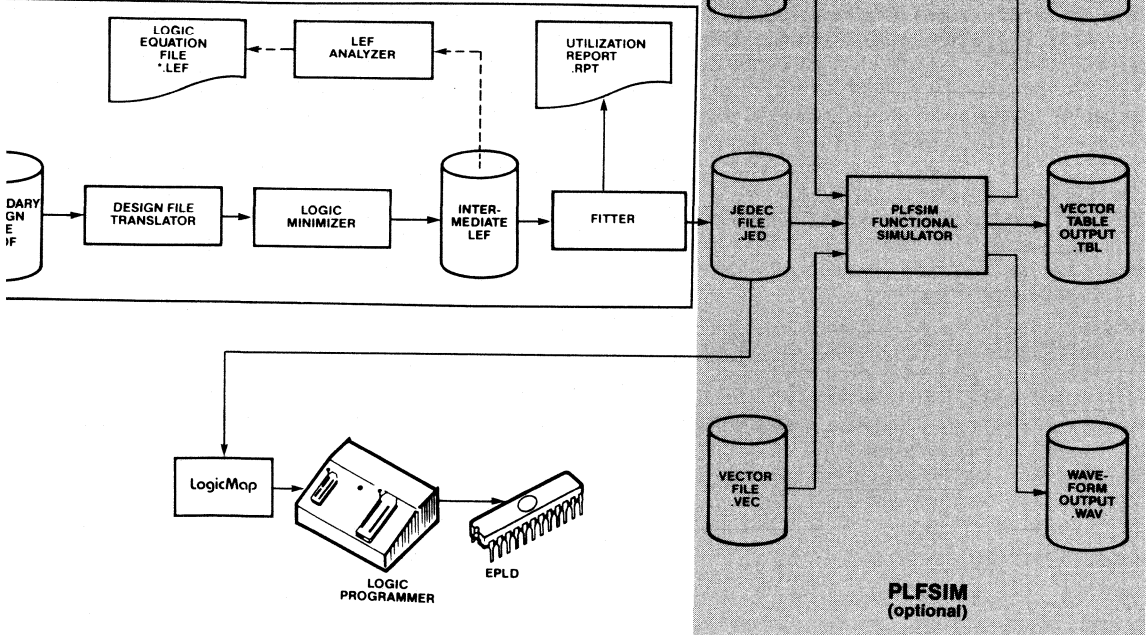 LOGIC
EQUATION
FILE
*.LEF
LEF
ANALYZER
UTILIZATION
REPORT
.RPT
DESIGN FILE
TRANSLATOR
LOGIC
MINIMIZER
INTER-
MEDIATE
LEF
FITTER
JEDEC
FILE
.JED
PLFSIM
FUNCTIONAL
SIMULATOR
VECTOR
TABLE
OUTPUT
.TBL
LogicMap
LOGIC
PROGRAMMER
EPLD
VECTOR
FILE
.VEC
WAVE-
FORM
OUTPUT
.WAV
PLFSIM
(optional)